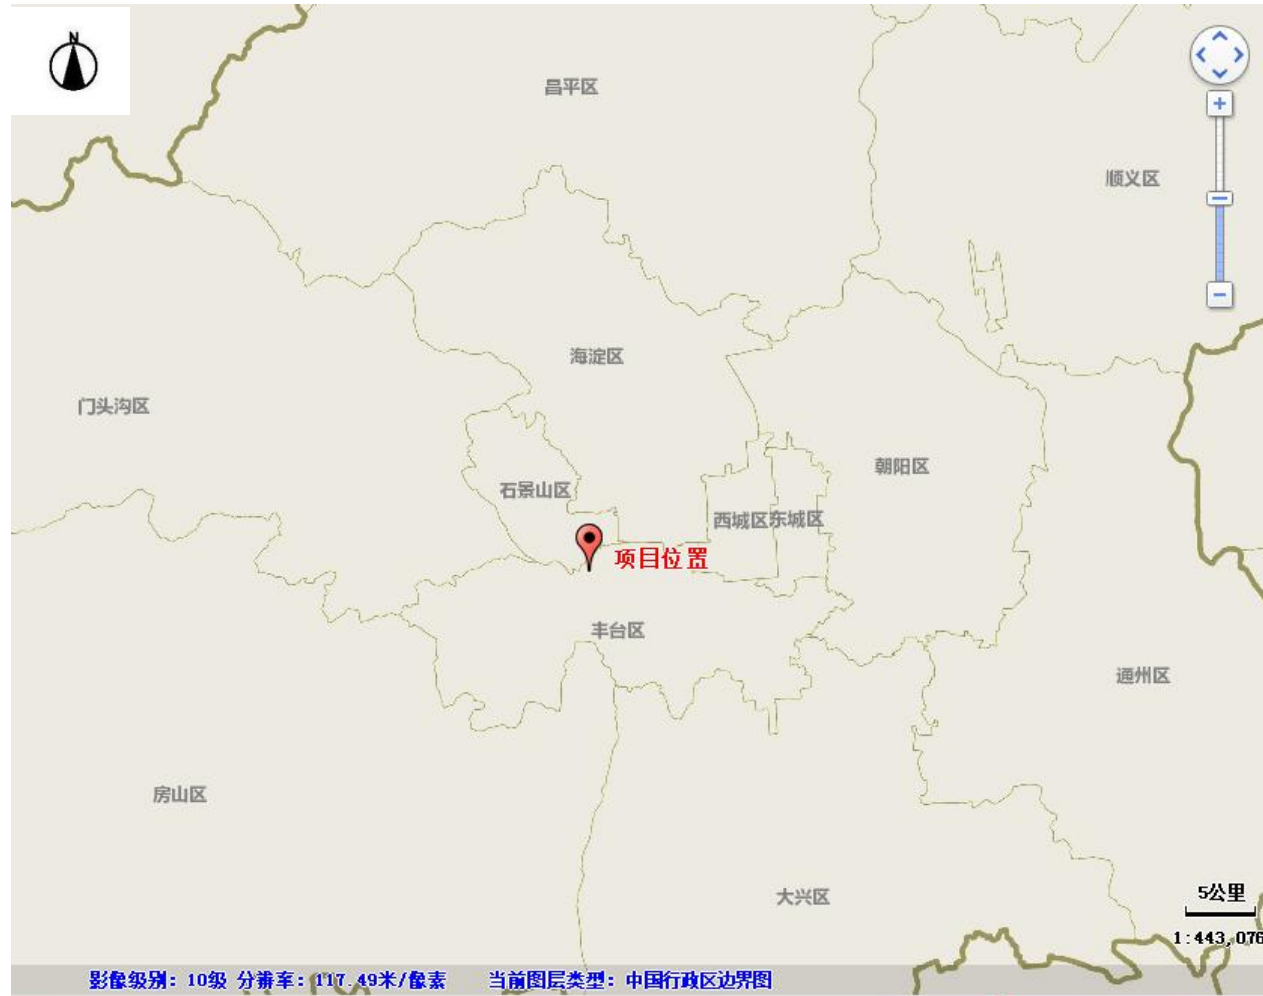 N
昌平区
顺义区
海淀区
门头沟区
朝阳区
石景山区
西城区
东城区
项目位置
丰台区
通州区
房山区
大兴区
5公里
1:443,076
影像级别: 10级 分辨率: 117.49米/像素 当前图层类型: 中国行政区边界图